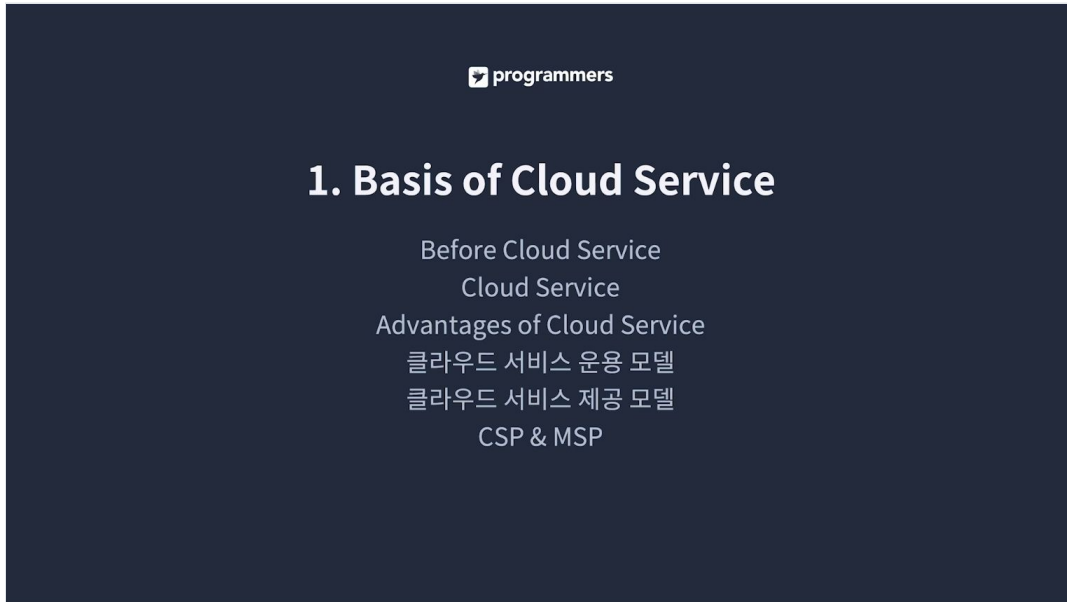 programmers
1. Basis of Cloud Service
Before Cloud Service
Cloud Service
Advantages of Cloud Service
클라우드 서비스 운용 모델
클라우드 서비스 제공 모델
CSP & MSP